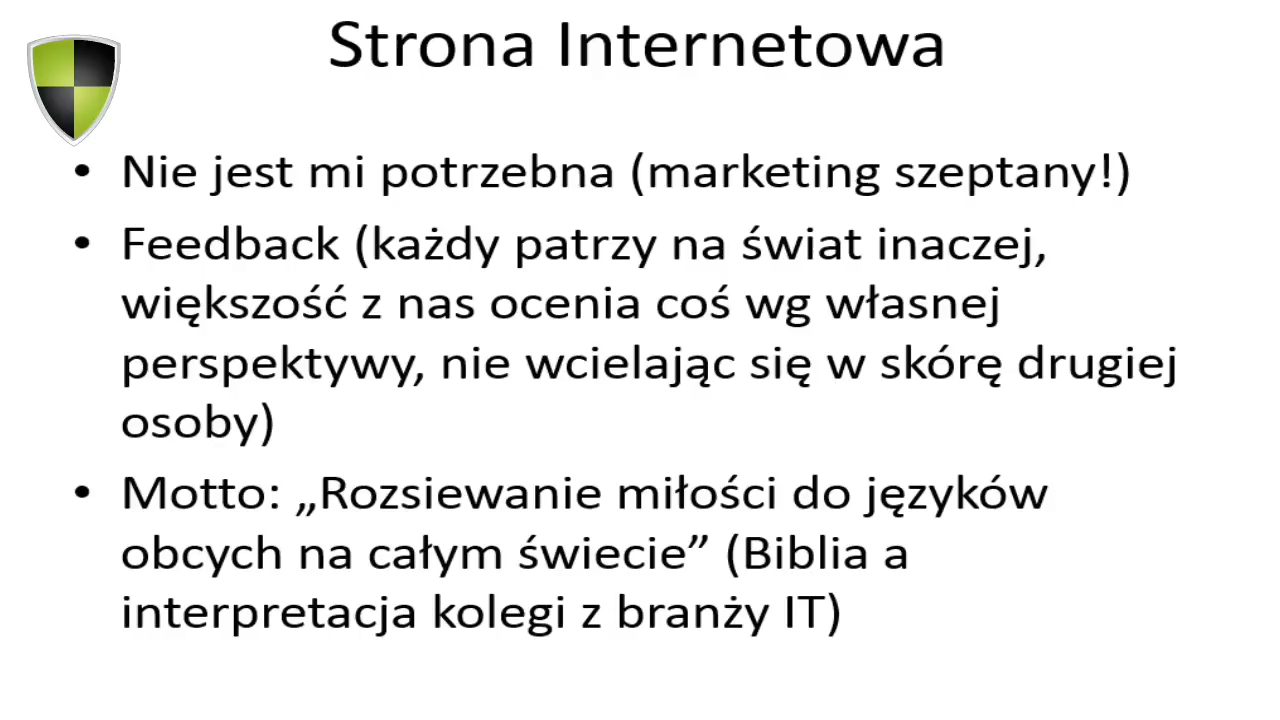 Strona Internetowa
• Nie jest mi potrzebna (marketing szeptany!)
• Feedback (każdy patrzy na świat inaczej,
większość z nas ocenia coś wg własnej
perspektywy, nie wcielając się w skórę drugiej
osoby)
• Motto: „Rozsiewanie miłości do języków
obcych na całym świecie” (Biblia a
interpretacja kolegi z branży IT)